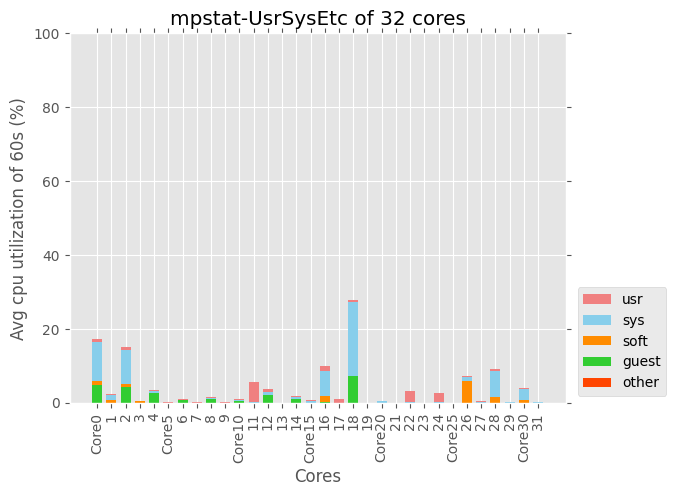 mpstat-UsrSysEtc of 32 cores
Avg cpu utilization of 60s (%)
100
80
60
40
20
0
Core0
1
2
3
4
Core5
6
7
8
9
Core10
11
12
13
14
Core15
16
17
18
19
Core20
21
22
23
24
Core25
26
27
28
29
Core30
31
Cores
usr
sys
soft
guest
other